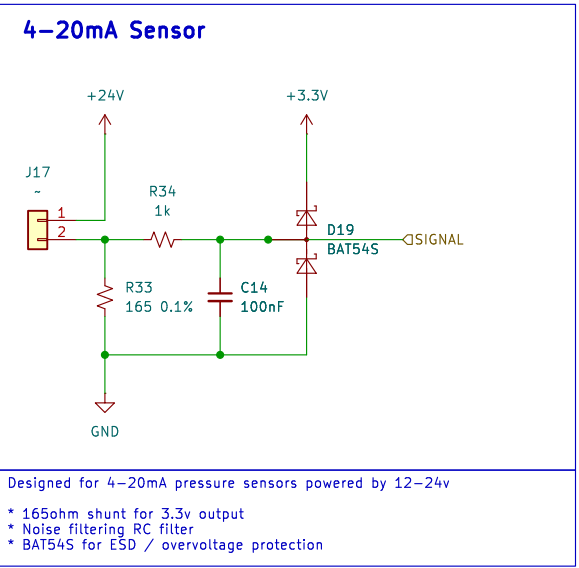 4-20mA Sensor
+24V
+3.3V
J17
~
R34
1k
1
2
D19
BAT54S
SIGNAL
R33
165 0.1%
C14
100nF
GND
Designed for 4-20mA pressure sensors powered by 12-24v
* 165ohm shunt for 3.3v output
* Noise filtering RC filter
* BAT54S for ESD / overvoltage protection